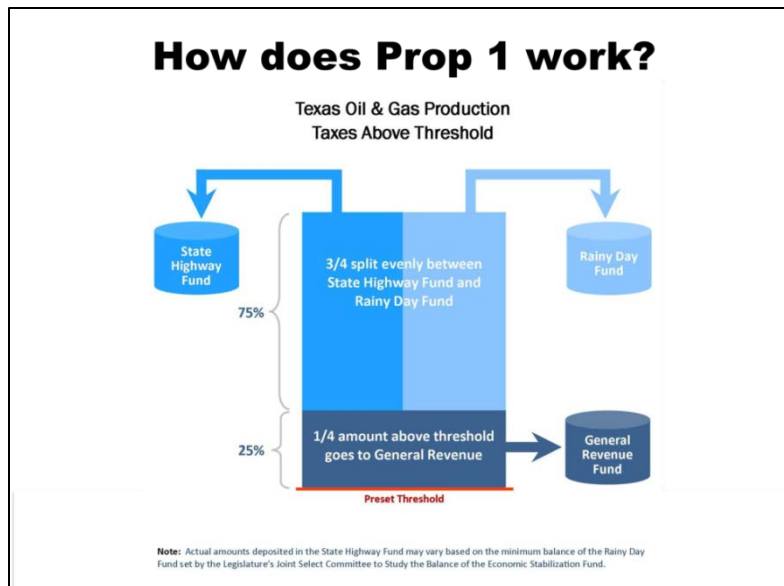 How does Prop 1 work?
Texas Oil & Gas Production
Taxes Above Threshold
State
Highway
Fund
Rainy Day
Fund
3/4 split evenly between
State Highway Fund and
Rainy Day Fund
75%
1/4 amount above threshold
goes to General Revenue
25%
General
Revenue
Fund
Preset Threshold
Note: Actual amounts deposited in the State Highway Fund may vary based on the minimum balance of the Rainy Day
Fund set by the Legislature's Joint Select Committee to Study the Balance of the Economic Stabilization Fund.